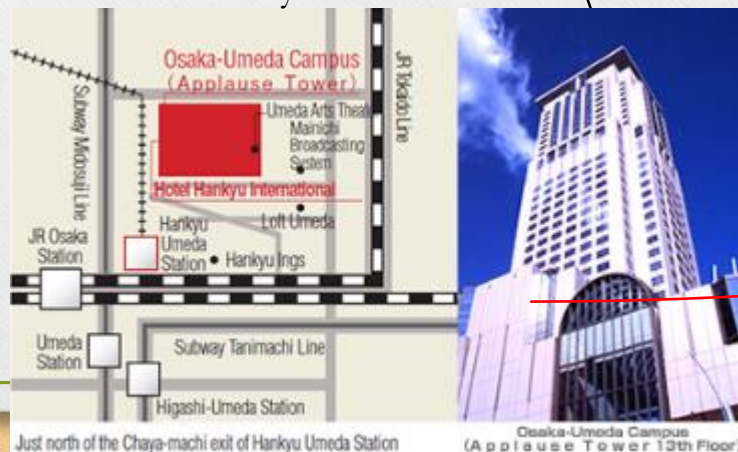 Osaka-Umeda Campus
(Applause Tower)
Umeda Arts Theat
Mainichi
Broadcasting
System
Hotel Hankyu International
Loft Umeda
Hankyu
Umeda
Station
Hankyu Ings
JR Osaka
Station
Subway Midosuji Line
JR Tokaido Line
Umeda
Station
Subway Tanimachi Line
Higashi-Umeda Station
Just north of the Chaya-machi exit of Hankyu Umeda Station
Osaka-Umeda Campus
(Applause Tower 13th Floor)